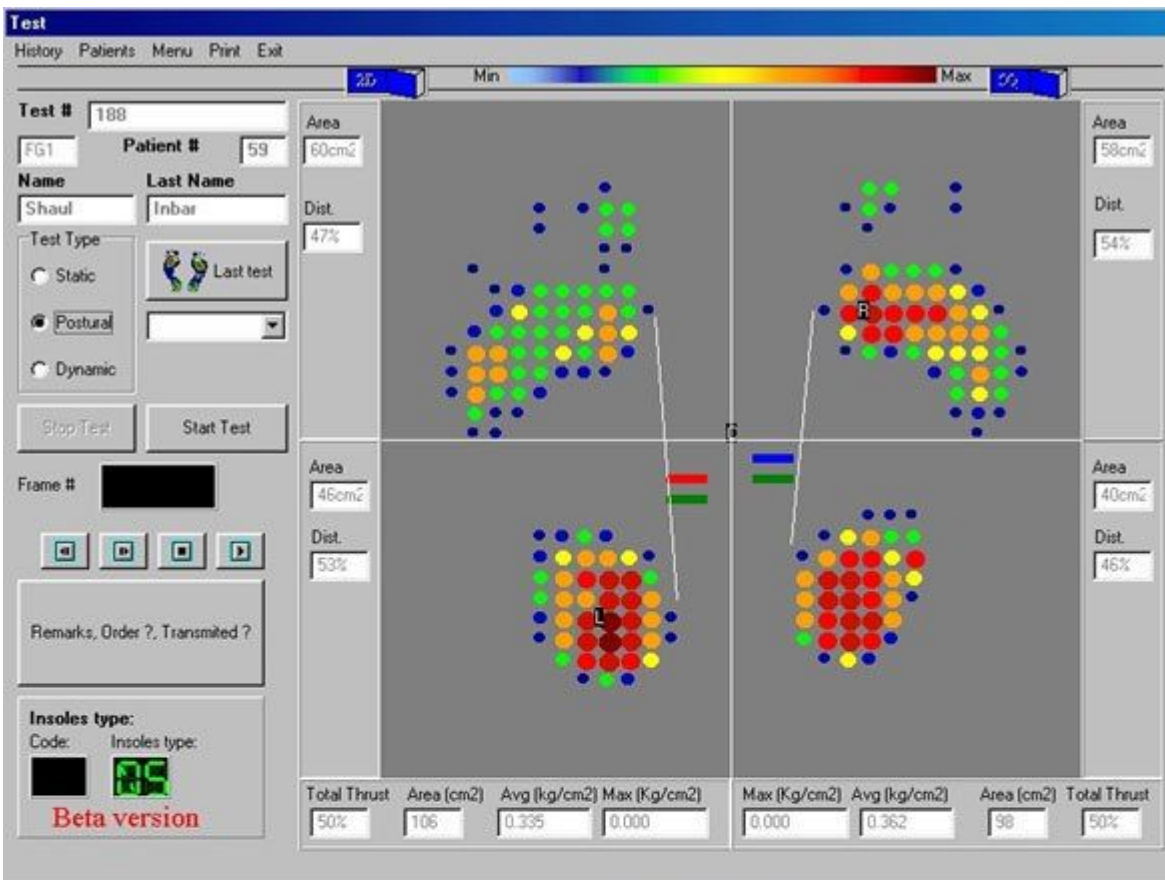 Test
History Patients Menu Print Exit
2D Min Max
Test # 188
FG1 Patient # 59
Name Last Name
Shaul Inbar
Test Type
Static
Last test
Postural
Dynamic
Stop Test Start Test
Frame #
Remarks, Order ?, Transmited ?
Insoles type:
Code: Insoles type:
05
Beta version
Area
60cm2
Dist.
47%
Area
58cm2
Dist.
54%
R
Area
46cm2
Dist.
53%
L
Area
40cm2
Dist.
46%
Total Thrust Area (cm2) Avg (kg/cm2) Max (Kg/cm2) Max (Kg/cm2) Avg (kg/cm2) Area (cm2) Total Thrust
50% 106 0.335 0.000 0.000 0.362 98 50%